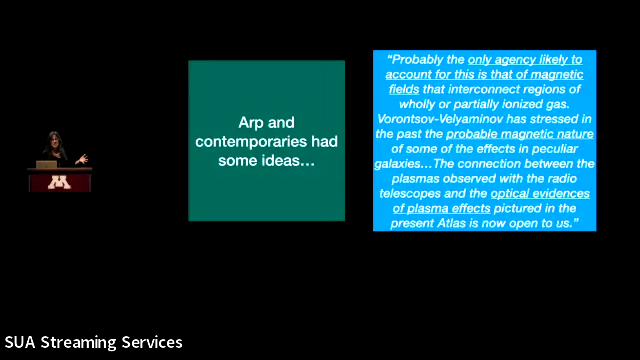 Arp and
contemporaries had
some ideas…
“Probably the only agency likely to
account for this is that of magnetic
fields that interconnect regions of
wholly or partially ionized gas.
Vorontsov-Velyaminov has stressed in
the past the probable magnetic nature
of some of the effects in peculiar
galaxies…The connection between the
plasmas observed with the radio
telescopes and the optical evidences
of plasma effects pictured in the
present Atlas is now open to us.”
M
SUA Streaming Services